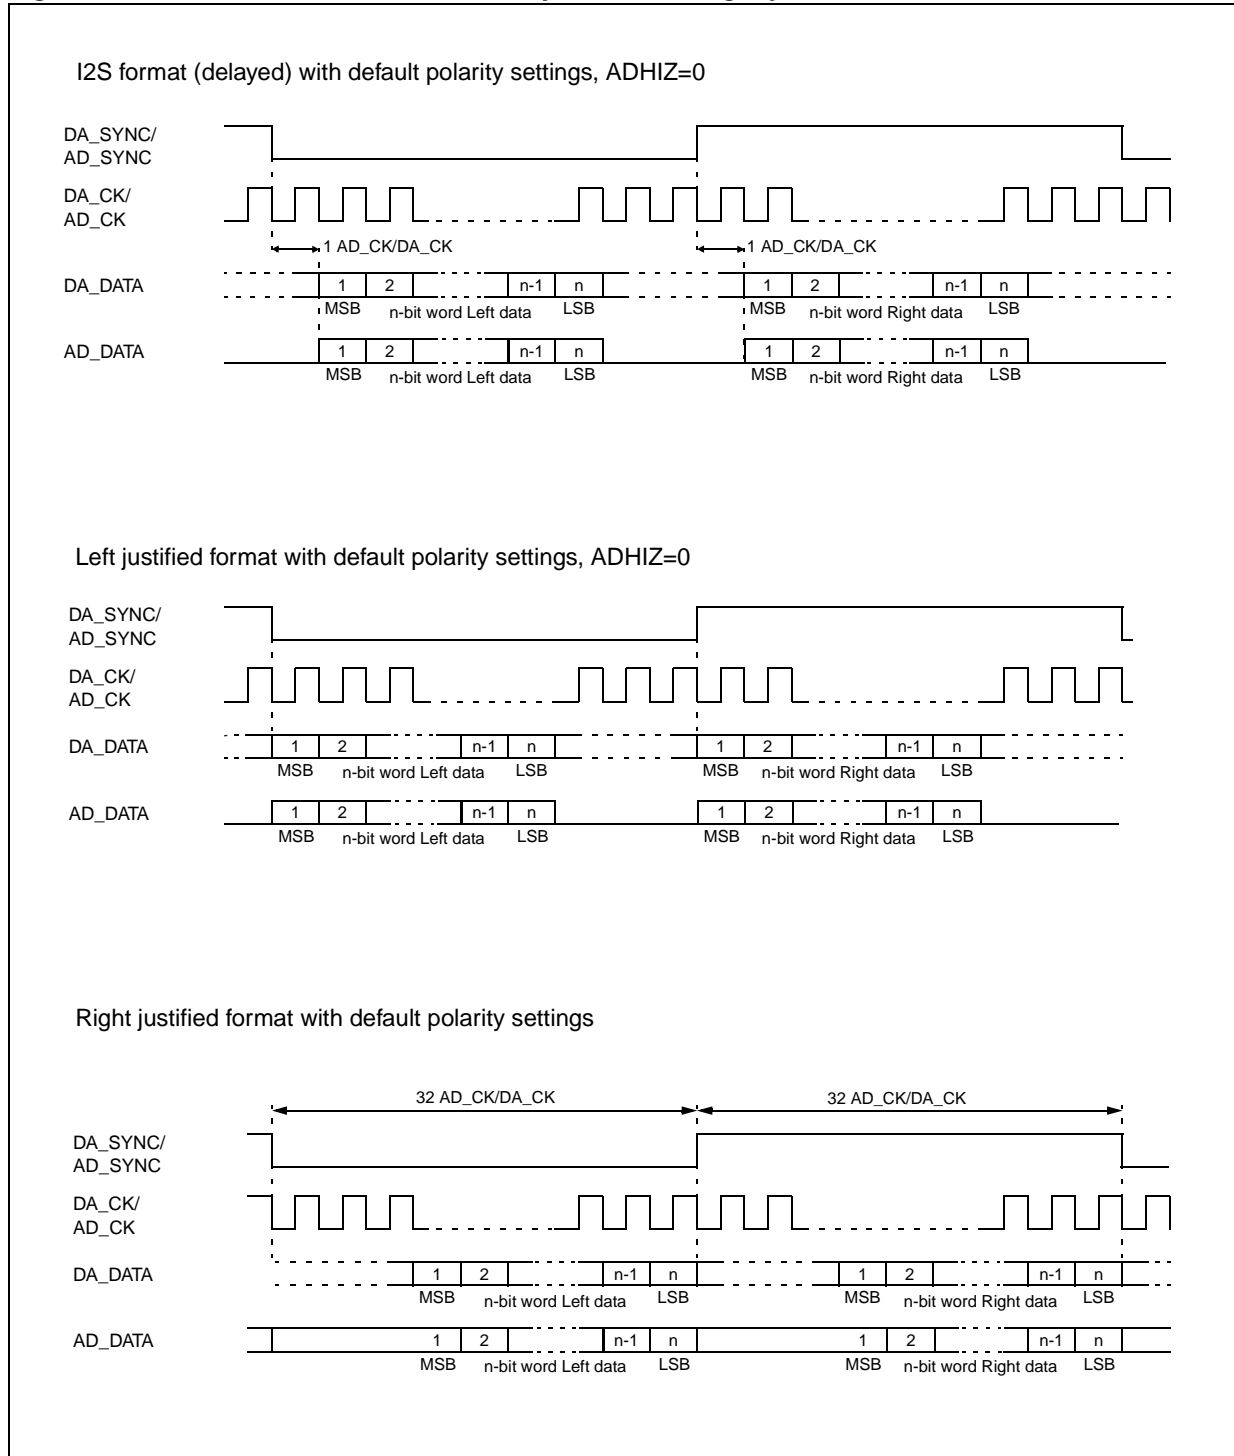 I2S format (delayed) with default polarity settings, ADHIZ=0
DA_SYNC/
AD_SYNC
DA_CK/
AD_CK
1 AD_CK/DA_CK 1 AD_CK/DA_CK
DA_DATA 1 2 n-1 n 1 2 n-1 n
MSB n-bit word Left data LSB MSB n-bit word Right data LSB
AD_DATA 1 2 n-1 n 1 2 n-1 n
MSB n-bit word Left data LSB MSB n-bit word Right data LSB
Left justified format with default polarity settings, ADHIZ=0
DA_SYNC/
AD_SYNC
DA_CK/
AD_CK
DA_DATA 1 2 n-1 n 1 2 n-1 n
MSB n-bit word Left data LSB MSB n-bit word Right data LSB
AD_DATA 1 2 n-1 n 1 2 n-1 n
MSB n-bit word Left data LSB MSB n-bit word Right data LSB
Right justified format with default polarity settings
32 AD_CK/DA_CK 32 AD_CK/DA_CK
DA_SYNC/
AD_SYNC
DA_CK/
AD_CK
DA_DATA 1 2 n-1 n 1 2 n-1 n
MSB n-bit word Left data LSB MSB n-bit word Right data LSB
AD_DATA 1 2 n-1 n 1 2 n-1 n
MSB n-bit word Left data LSB MSB n-bit word Right data LSB